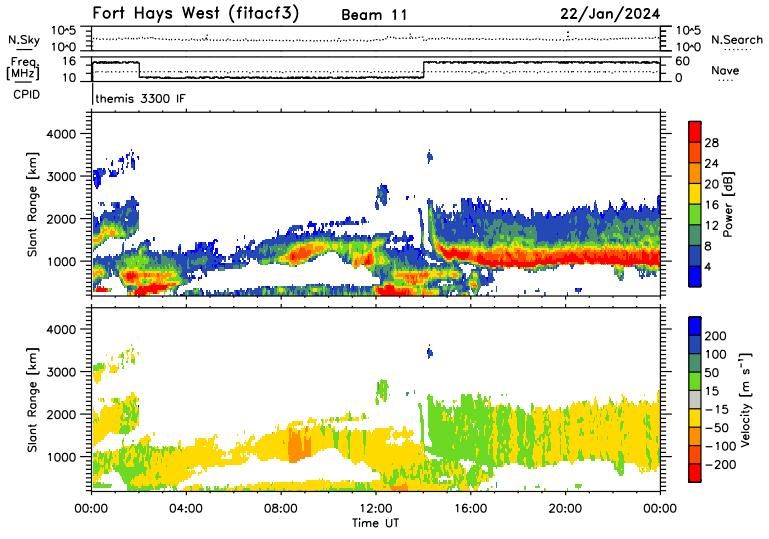 Fort Hays West (fitacf3) Beam 11 22/Jan/2024
N.Sky 10^5 10^0 10^5 10^0 N.Search
Freq. [MHz] 16 10 60 0 Nave
CPID themis 3300 IF
Slant Range [km]
4000
3000
2000
1000
28
24
20
16
12
8
4
Power [dB]
Slant Range [km]
4000
3000
2000
1000
200
100
50
15
-15
-50
-100
-200
Velocity [m s^-1]
00:00 04:00 08:00 12:00 16:00 20:00 00:00
Time UT